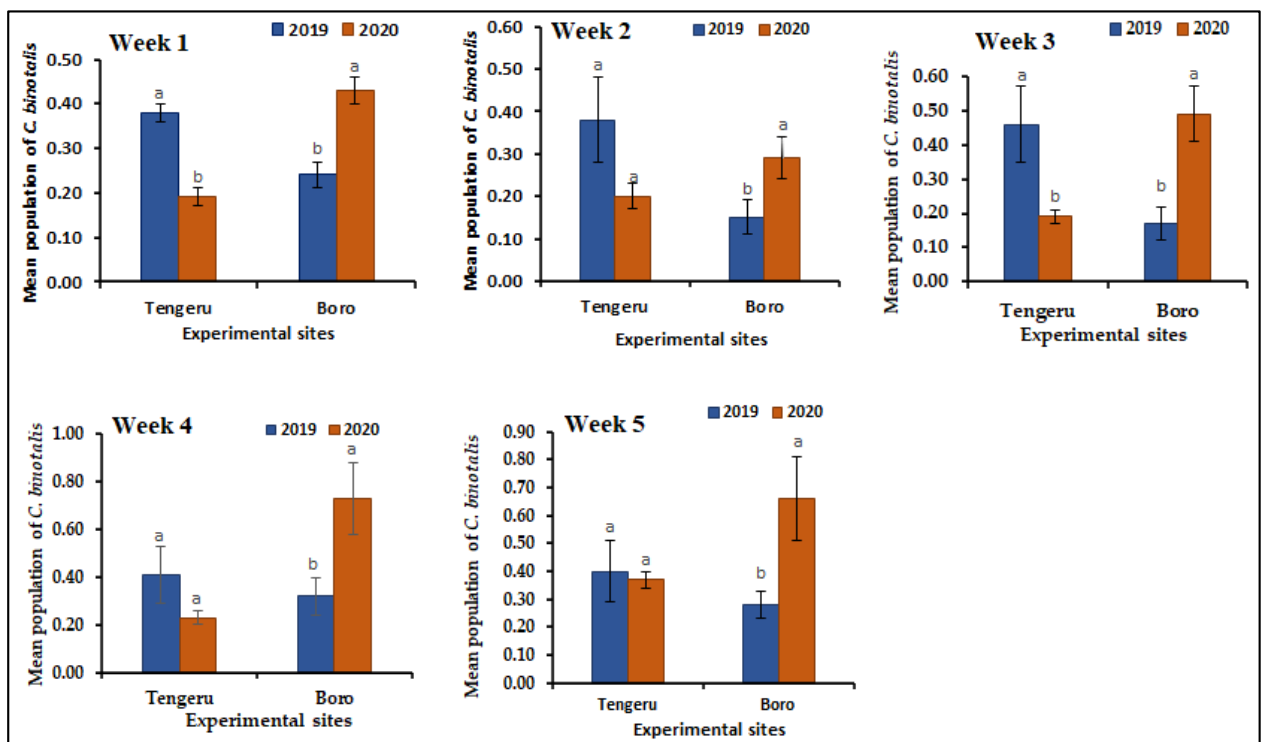 Week 1
2019 2020
Mean population of C. binotalis
0.50
0.40
0.30
0.20
0.10
0.00
a
b
b
a
Tengeru Boro
Experimental sites
Week 2
2019 2020
Mean population of C. binotalis
0.60
0.50
0.40
0.30
0.20
0.10
0.00
a
a
b
a
Tengeru Boro
Experimental sites
Week 3
2019 2020
Mean population of C. binotalis
0.60
0.50
0.40
0.30
0.20
0.10
0.00
a
b
b
a
Tengeru Boro
Experimental sites
Week 4
2019 2020
Mean population of C. binotalis
1.00
0.80
0.60
0.40
0.20
0.00
a
a
b
a
Tengeru Boro
Experimental sites
Week 5
2019 2020
Mean population of C. binotalis
0.90
0.80
0.70
0.60
0.50
0.40
0.30
0.20
0.10
0.00
a
a
b
a
Tengeru Boro
Experimental sites